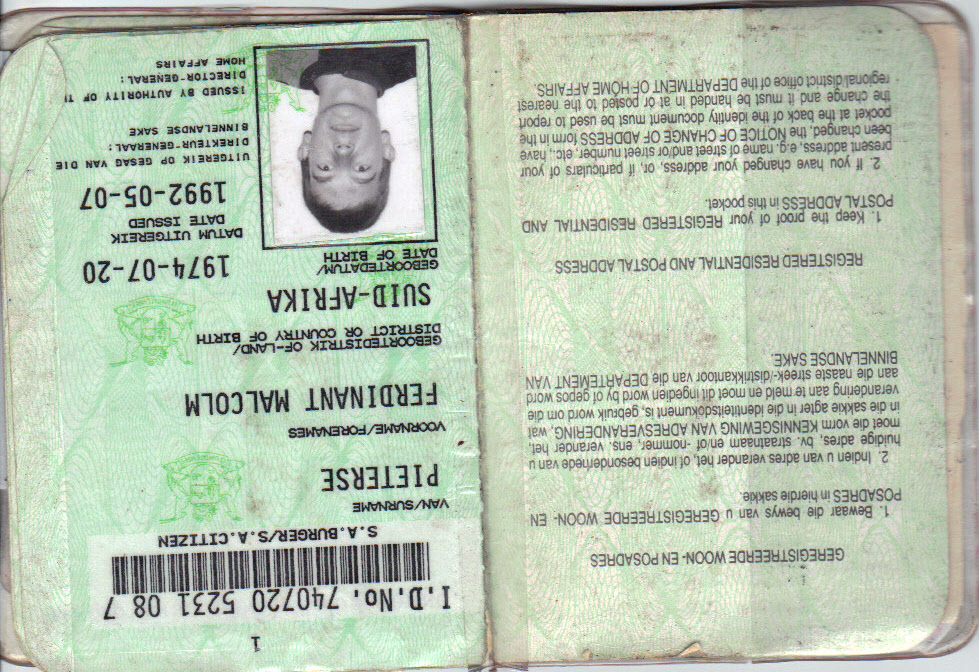 GEREGISTREERDE WOON- EN POSADRES
1. Bewaar die bewys van u GEREGISTREERDE WOON- EN
POSADRES in hierdie sakkie.
2. Indien u van adres verander het, of indien besonderhede van u
huidige adres, bv. straatnaam en/of -nommer, ens. verander het,
moet die vorm KENNISGEWING VAN ADRESVERANDERING, wat
in die sakkie agter in die identiteitsdokument is, gebruik word om die
verandering aan te meld en moet dit ingedien word by of gepos word
aan die naaste streek-/distrikkantoor van die DEPARTEMENT VAN
BINNELANDSE SAKE.
REGISTERED RESIDENTIAL AND POSTAL ADDRESS
1. Keep the proof of your REGISTERED RESIDENTIAL AND
POSTAL ADDRESS in this pocket.
2. If you have changed your address, or, if particulars of your
present address, e.g. name of street and/or street number, etc., have
been changed, the NOTICE OF CHANGE OF ADDRESS form in the
pocket at the back of the identity document must be used to report
the change and it must be handed in at or posted to the nearest
regional/district office of the DEPARTMENT OF HOME AFFAIRS.
1
I.D.No. 740720 5231 08 7
S.A.BURGER/S.A.CITIZEN
VAN/SURNAME
PIETERSE
VOORNAME/FORENAMES
FERDINANT MALCOLM
GEBOORTEDISTRIK OF-LAND/
DISTRICT OR COUNTRY OF BIRTH
SUID-AFRIKA
GEBOORTEDATUM/
DATE OF BIRTH
1974-07-20
DATUM UITGEREIK
DATE ISSUED
1992-05-07
UITGEREIK OP GESAG VAN DIE
DIREKTEUR-GENERAAL:
BINNELANDSE SAKE
ISSUED BY AUTHORITY OF
DIRECTOR-GENERAL:
HOME AFFAIRS